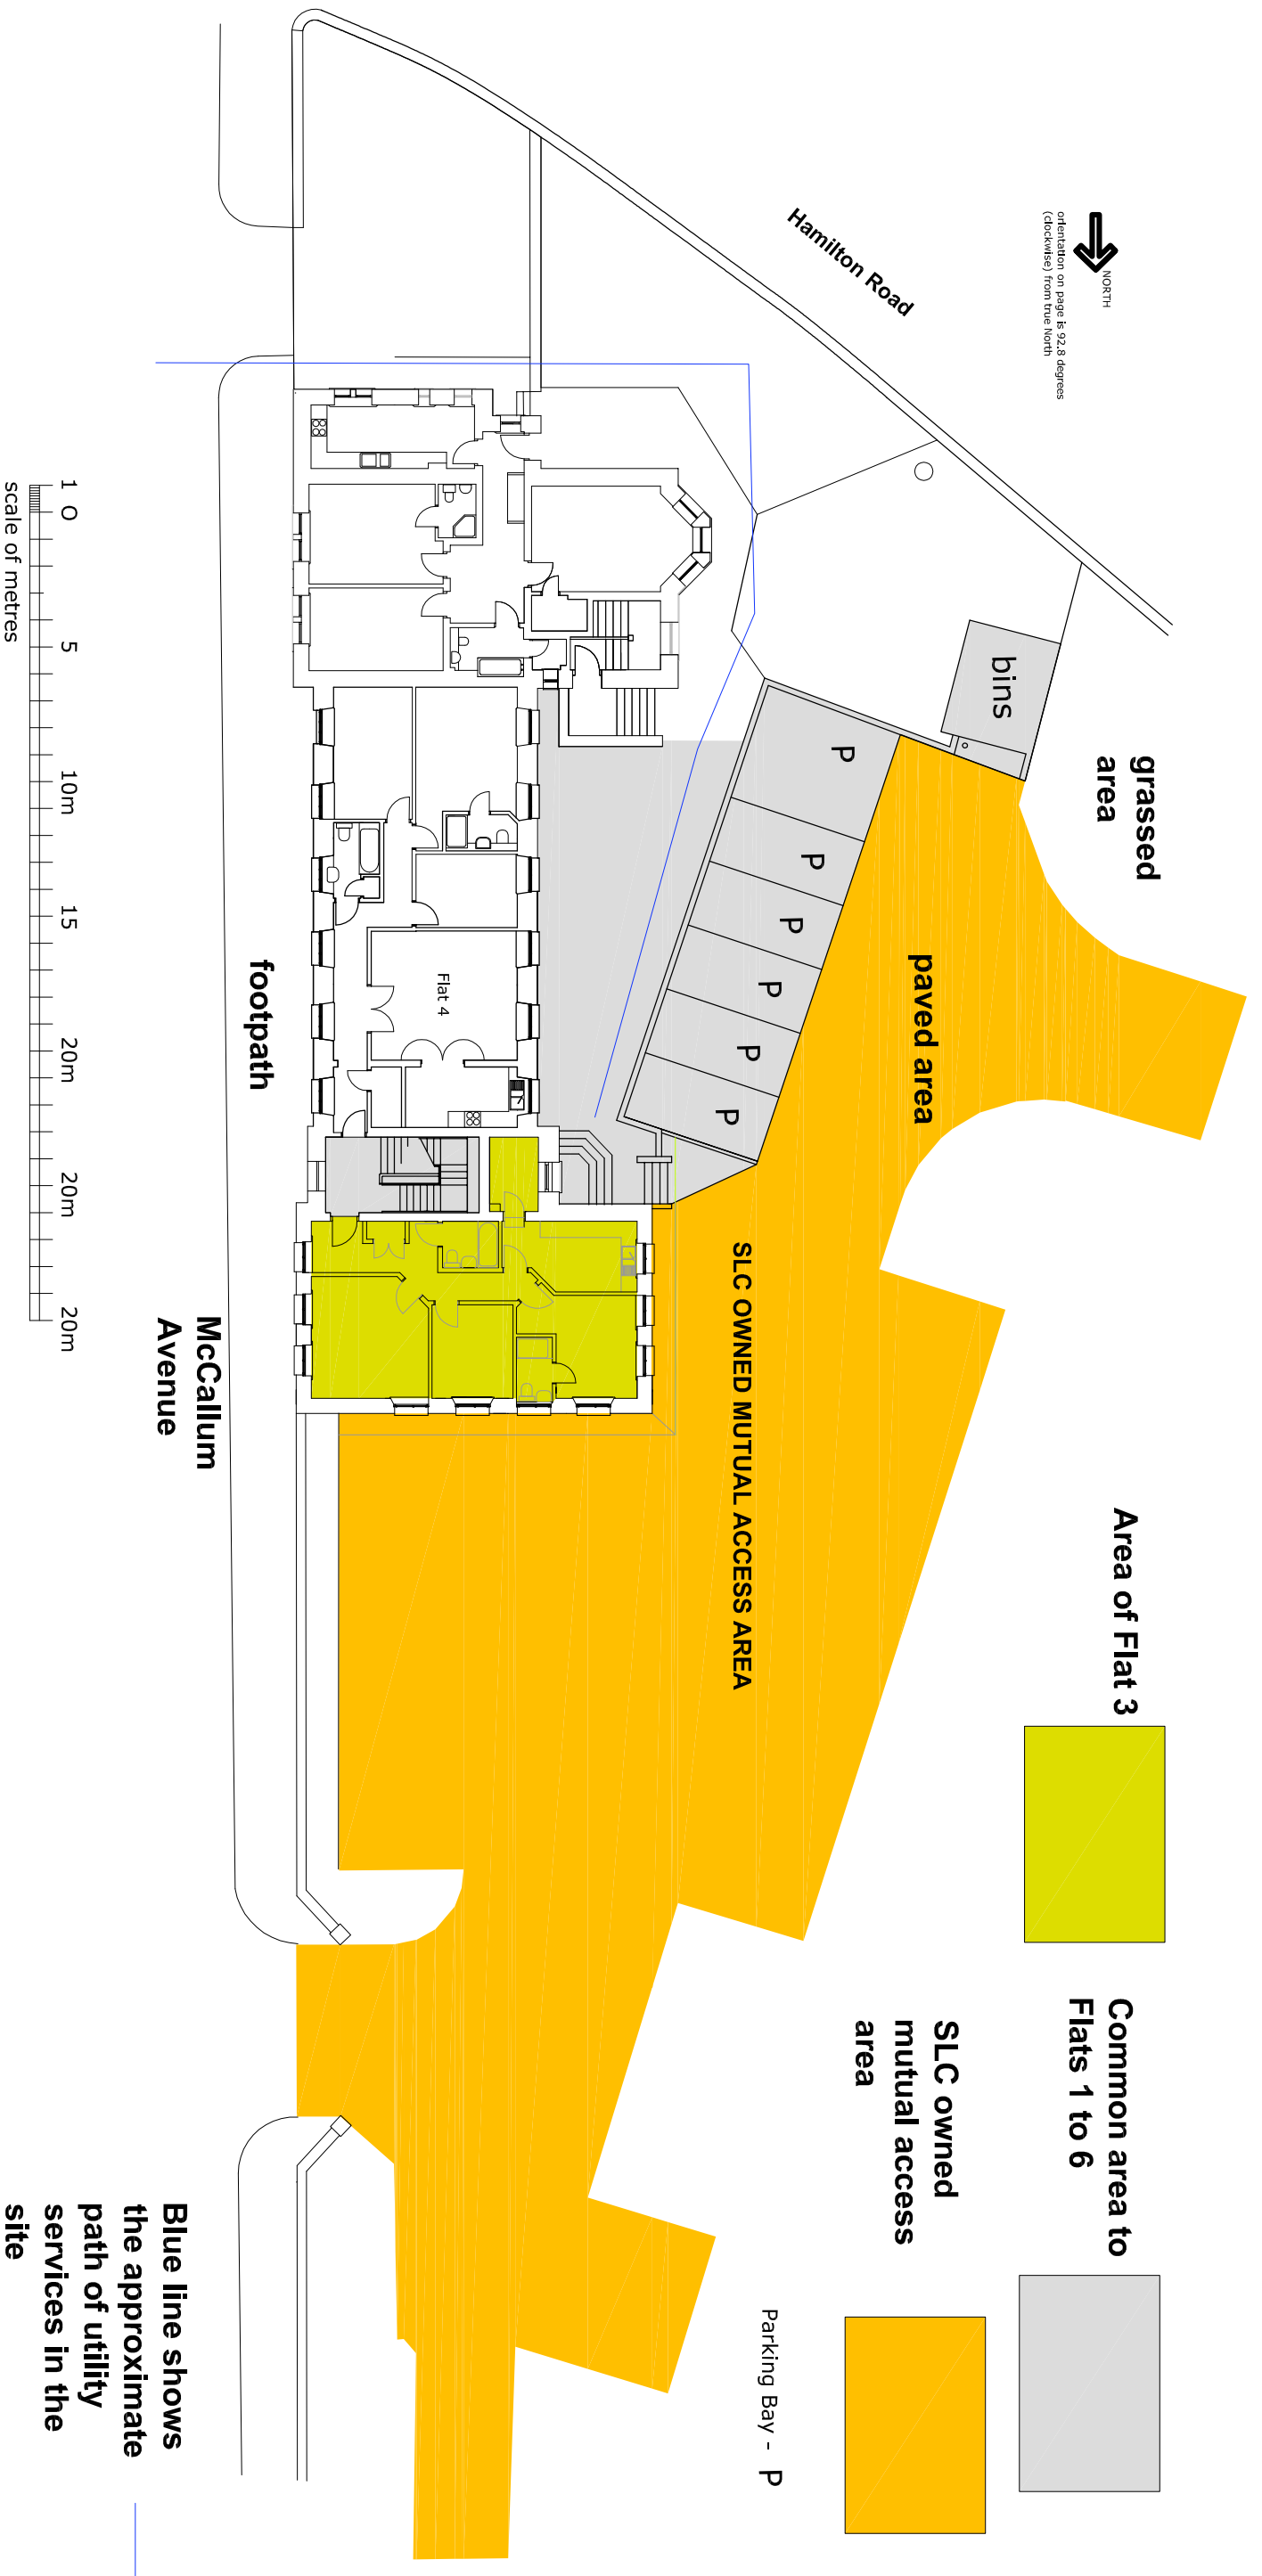 NORTH
orientation on page is 92.8 degrees
(clockwise) from true North
Hamilton Road
grassed
area
bins
P
P
P
P
P
P
paved area
Flat 4
footpath
SLC OWNED MUTUAL ACCESS AREA
McCallum
Avenue
1 0 5 10m 15 20m 20m 20m
scale of metres
Area of Flat 3
Common area to
Flats 1 to 6
SLC owned
mutual access
area
Parking Bay - P
Blue line shows
the approximate
path of utility
services in the
site